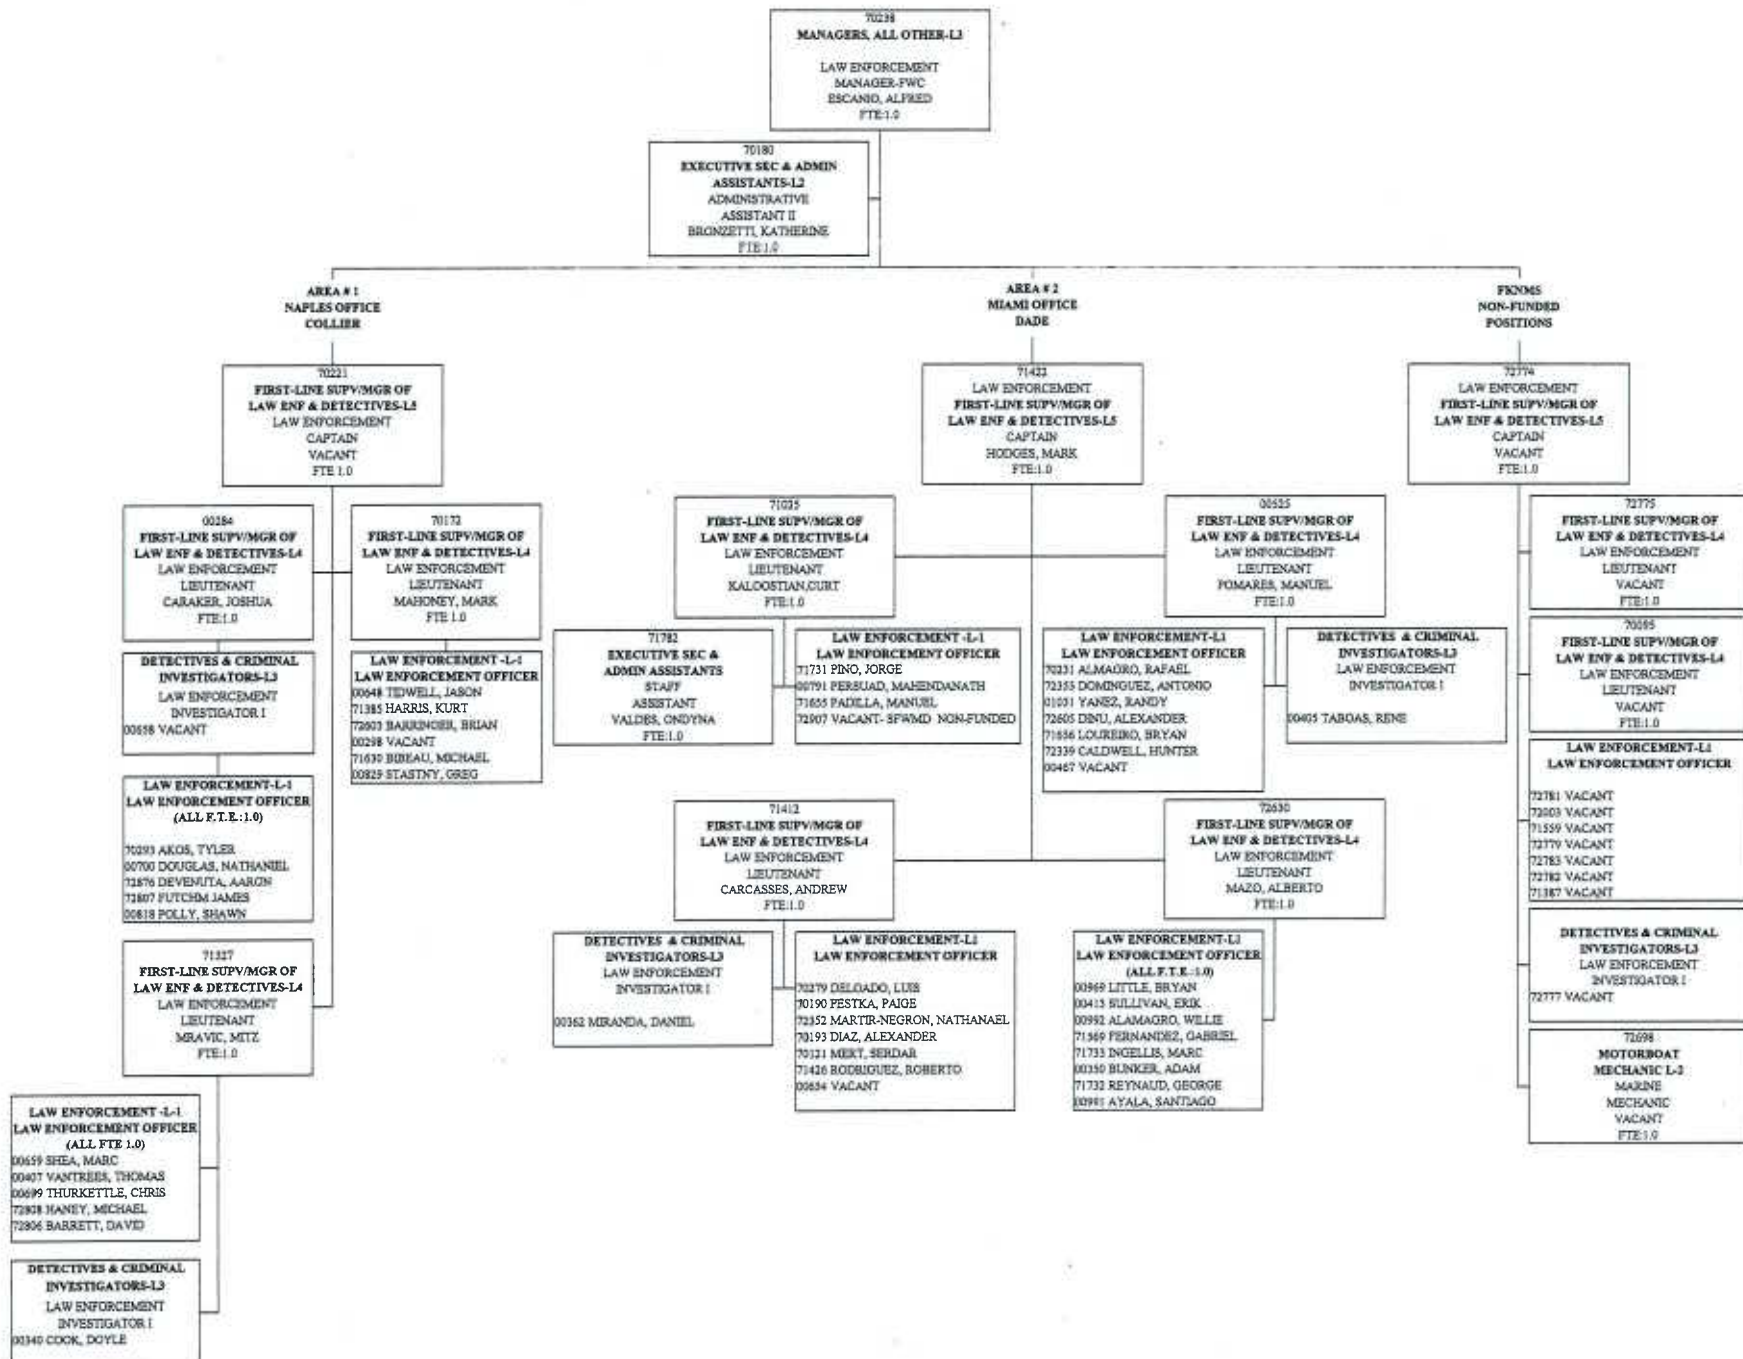 70238
MANAGERS, ALL OTHER-L3
LAW ENFORCEMENT
MANAGER-FWC
ESCANIO, ALFRED
FTE:1.0
70180
EXECUTIVE SEC & ADMIN
ASSISTANTS-L2
ADMINISTRATIVE
ASSISTANT II
BRONZETTI, KATHERINE
FTE:1.0
AREA # 1
NAPLES OFFICE
COLLIER
70221
FIRST-LINE SUPV/MGR OF
LAW ENF & DETECTIVES-L5
LAW ENFORCEMENT
CAPTAIN
VACANT
FTE 1.0
00284
FIRST-LINE SUPV/MGR OF
LAW ENF & DETECTIVES-L4
LAW ENFORCEMENT
LIEUTENANT
CARAKER, JOSHUA
FTE:1.0
70172
FIRST-LINE SUPV/MGR OF
LAW ENF & DETECTIVES-L4
LAW ENFORCEMENT
LIEUTENANT
MAHONEY, MARK
FTE 1.0
DETECTIVES & CRIMINAL
INVESTIGATORS-L3
LAW ENFORCEMENT
INVESTIGATOR I
00658 VACANT
LAW ENFORCEMENT -L-1
LAW ENFORCEMENT OFFICER
00648 TIDWELL, JASON
71385 HARRIS, KURT
72603 BARRINGER, BRIAN
00298 VACANT
71630 BIBEAU, MICHAEL
00829 STASTNY, GREG
LAW ENFORCEMENT-L-1
LAW ENFORCEMENT OFFICER
(ALL F.T.E.:1.0)
70293 AKOS, TYLER
00700 DOUGLAS, NATHANIEL
72876 DEVENUTA, AARON
72807 FUTCHM JAMES
00818 POLLY, SHAWN
71327
FIRST-LINE SUPV/MGR OF
LAW ENF & DETECTIVES-L4
LAW ENFORCEMENT
LIEUTENANT
MRAVIC, MITZ
FTE:1.0
LAW ENFORCEMENT -L-1
LAW ENFORCEMENT OFFICER
(ALL FTE 1.0)
00659 SHEA, MARC
00407 VANTREES, THOMAS
00699 THURKETTLE, CHRIS
72808 HANEY, MICHAEL
72806 BARRETT, DAVID
DETECTIVES & CRIMINAL
INVESTIGATORS-L3
LAW ENFORCEMENT
INVESTIGATOR I
00340 COOK, DOYLE
AREA # 2
MIAMI OFFICE
DADE
71422
LAW ENFORCEMENT
FIRST-LINE SUPV/MGR OF
LAW ENF & DETECTIVES-L5
CAPTAIN
HODGES, MARK
FTE:1.0
71035
FIRST-LINE SUPV/MGR OF
LAW ENF & DETECTIVES-L4
LAW ENFORCEMENT
LIEUTENANT
KALOOSTIAN,CURT
FTE:1.0
00525
FIRST-LINE SUPV/MGR OF
LAW ENF & DETECTIVES-L4
LAW ENFORCEMENT
LIEUTENANT
POMARES, MANUEL
FTE:1.0
71782
EXECUTIVE SEC &
ADMIN ASSISTANTS
STAFF
ASSISTANT
VALDES, ONDYNA
FTE:1.0
LAW ENFORCEMENT -L-1
LAW ENFORCEMENT OFFICER
71731 PINO, JORGE
00791 PERSUAD, MAHENDANATH
71655 PADILLA, MANUEL
72907 VACANT- SFWMD NON-FUNDED
LAW ENFORCEMENT-L1
LAW ENFORCEMENT OFFICER
70231 ALMAGRO, RAFAEL
72353 DOMINGUEZ, ANTONIO
01031 YANEZ, RANDY
72605 DINU, ALEXANDER
71656 LOUREIRO, BRYAN
72339 CALDWELL, HUNTER
00467 VACANT
DETECTIVES & CRIMINAL
INVESTIGATORS-L3
LAW ENFORCEMENT
INVESTIGATOR I
00405 TABOAS, RENE
71412
FIRST-LINE SUPV/MGR OF
LAW ENF & DETECTIVES-L4
LAW ENFORCEMENT
LIEUTENANT
CARCASSES, ANDREW
FTE:1.0
72630
FIRST-LINE SUPV/MGR OF
LAW ENF & DETECTIVES-L4
LAW ENFORCEMENT
LIEUTENANT
MAZO, ALBERTO
FTE:1.0
DETECTIVES & CRIMINAL
INVESTIGATORS-L3
LAW ENFORCEMENT
INVESTIGATOR I
00362 MIRANDA, DANIEL
LAW ENFORCEMENT-L1
LAW ENFORCEMENT OFFICER
70279 DELGADO, LUIS
70190 PESTKA, PAIGE
72352 MARTIR-NEGRON, NATHANAEL
70193 DIAZ, ALEXANDER
70121 MERT, SERDAR
71426 RODRIGUEZ, ROBERTO
00654 VACANT
LAW ENFORCEMENT-L1
LAW ENFORCEMENT OFFICER
(ALL F.T.E.:1.0)
00969 LITTLE, BRYAN
00413 SULLIVAN, ERIK
00992 ALAMAGRO, WILLIE
71569 FERNANDEZ, GABRIEL
71733 INGELLIS, MARC
00350 BUNKER, ADAM
71732 REYNAUD, GEORGE
00991 AYALA, SANTIAGO
FKNMS
NON-FUNDED
POSITIONS
72774
LAW ENFORCEMENT
FIRST-LINE SUPV/MGR OF
LAW ENF & DETECTIVES-L5
CAPTAIN
VACANT
FTE:1.0
72775
FIRST-LINE SUPV/MGR OF
LAW ENF & DETECTIVES-L4
LAW ENFORCEMENT
LIEUTENANT
VACANT
FTE:1.0
70095
FIRST-LINE SUPV/MGR OF
LAW ENF & DETECTIVES-L4
LAW ENFORCEMENT
LIEUTENANT
VACANT
FTE:1.0
LAW ENFORCEMENT-L1
LAW ENFORCEMENT OFFICER
72781 VACANT
VACANT
71559 VACANT
72779 VACANT
72783 VACANT
72782 VACANT
71387 VACANT
DETECTIVES & CRIMINAL
INVESTIGATORS-L3
LAW ENFORCEMENT
INVESTIGATOR I
72777 VACANT
72698
MOTORBOAT
MECHANIC L-2
MARINE
MECHANIC
VACANT
FTE:1.0